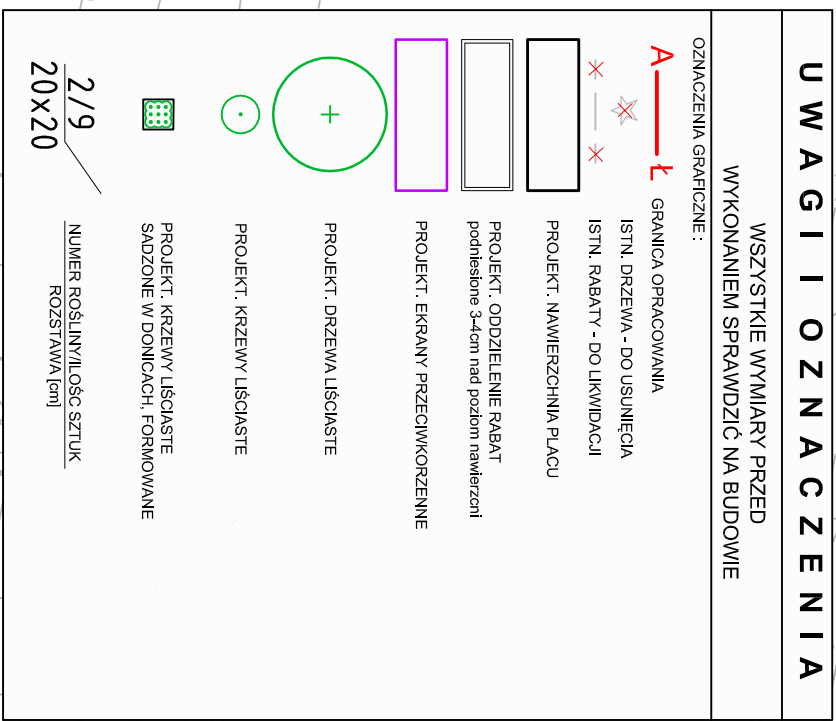 UWAGI I OZNACZENIA
WSZYSTKIE WYMIARY PRZED
WYKONANIEM SPRAWDZIĆ NA BUDOWIE
OZNACZENIA GRAFICZNE :
A Ł GRANICA OPRACOWANIA
ISTN. DRZEWA - DO USUNIĘCIA
ISTN. RABATY - DO LIKWIDACJI
PROJEKT. NAWIERZCHNIA PLACU
PROJEKT. ODDZIELENIE RABAT
podniesione 3-4cm nad poziom nawierzcni
PROJEKT. EKRANY PRZECIWKORZENNE
PROJEKT. DRZEWA LIŚCIASTE
PROJEKT. KRZEWY LIŚCIASTE
PROJEKT. KRZEWY LIŚCIASTE
SADZONE W DONICACH, FORMOWANE
2/9
20x20
NUMER ROŚLINY/ILOŚC SZTUK
ROZSTAWA [cm]